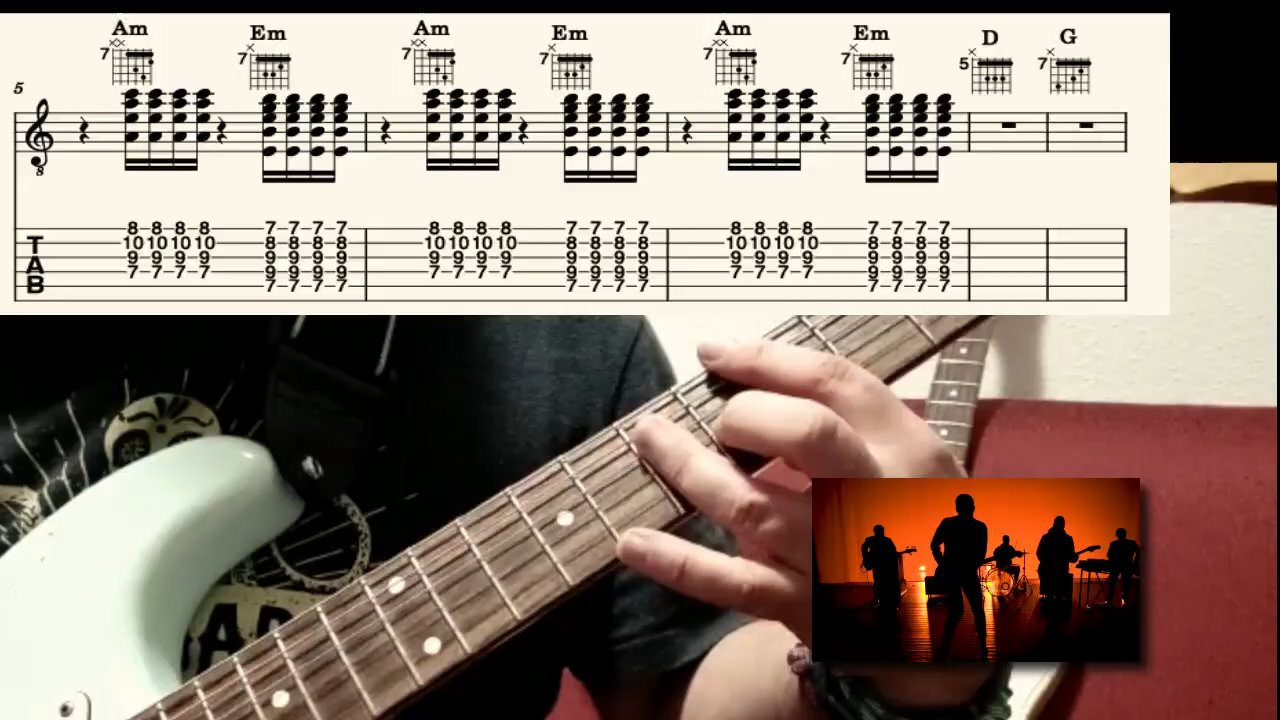 Am Em Am Em Am Em D G
7 7 7 7 7 7 5 7
5
8
8 8 8 8 7 7 7 7 8 8 8 8 7 7 7 7 8 8 8 8 7 7 7 7
10 10 10 10 8 8 8 8 10 10 10 10 8 8 8 8 10 10 10 10 8 8 8 8
9 9 9 9 9 9 9 9 9 9 9 9 9 9 9 9 9 9 9 9 9 9 9 9
7 7 7 7 9 9 9 9 7 7 7 7 9 9 9 9 7 7 7 7 9 9 9 9
7 7 7 7 7 7 7 7 7 7 7 7
T
A
B